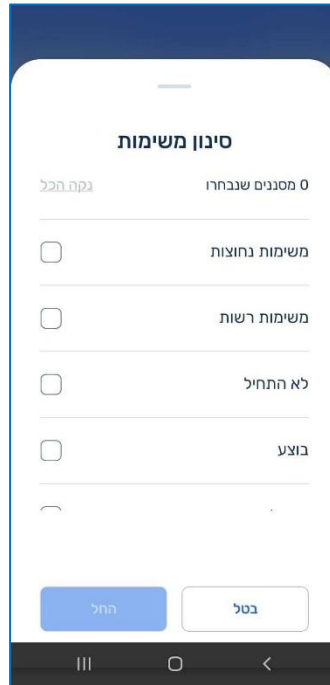 סינון משימות
0 מסננים שנבחרו
נקה הכל
משימות נחוצות
משימות רשות
לא התחיל
בוצע
בטל
החל